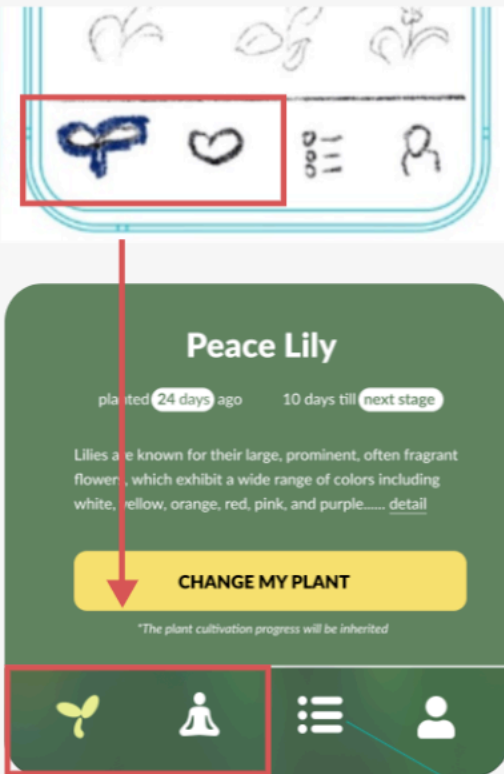 Peace Lily
planted 24 days ago 10 days till next stage
Lilies are known for their large, prominent, often fragrant
flowers, which exhibit a wide range of colors including
white, yellow, orange, red, pink, and purple...... detail
CHANGE MY PLANT
*The plant cultivation progress will be inherited